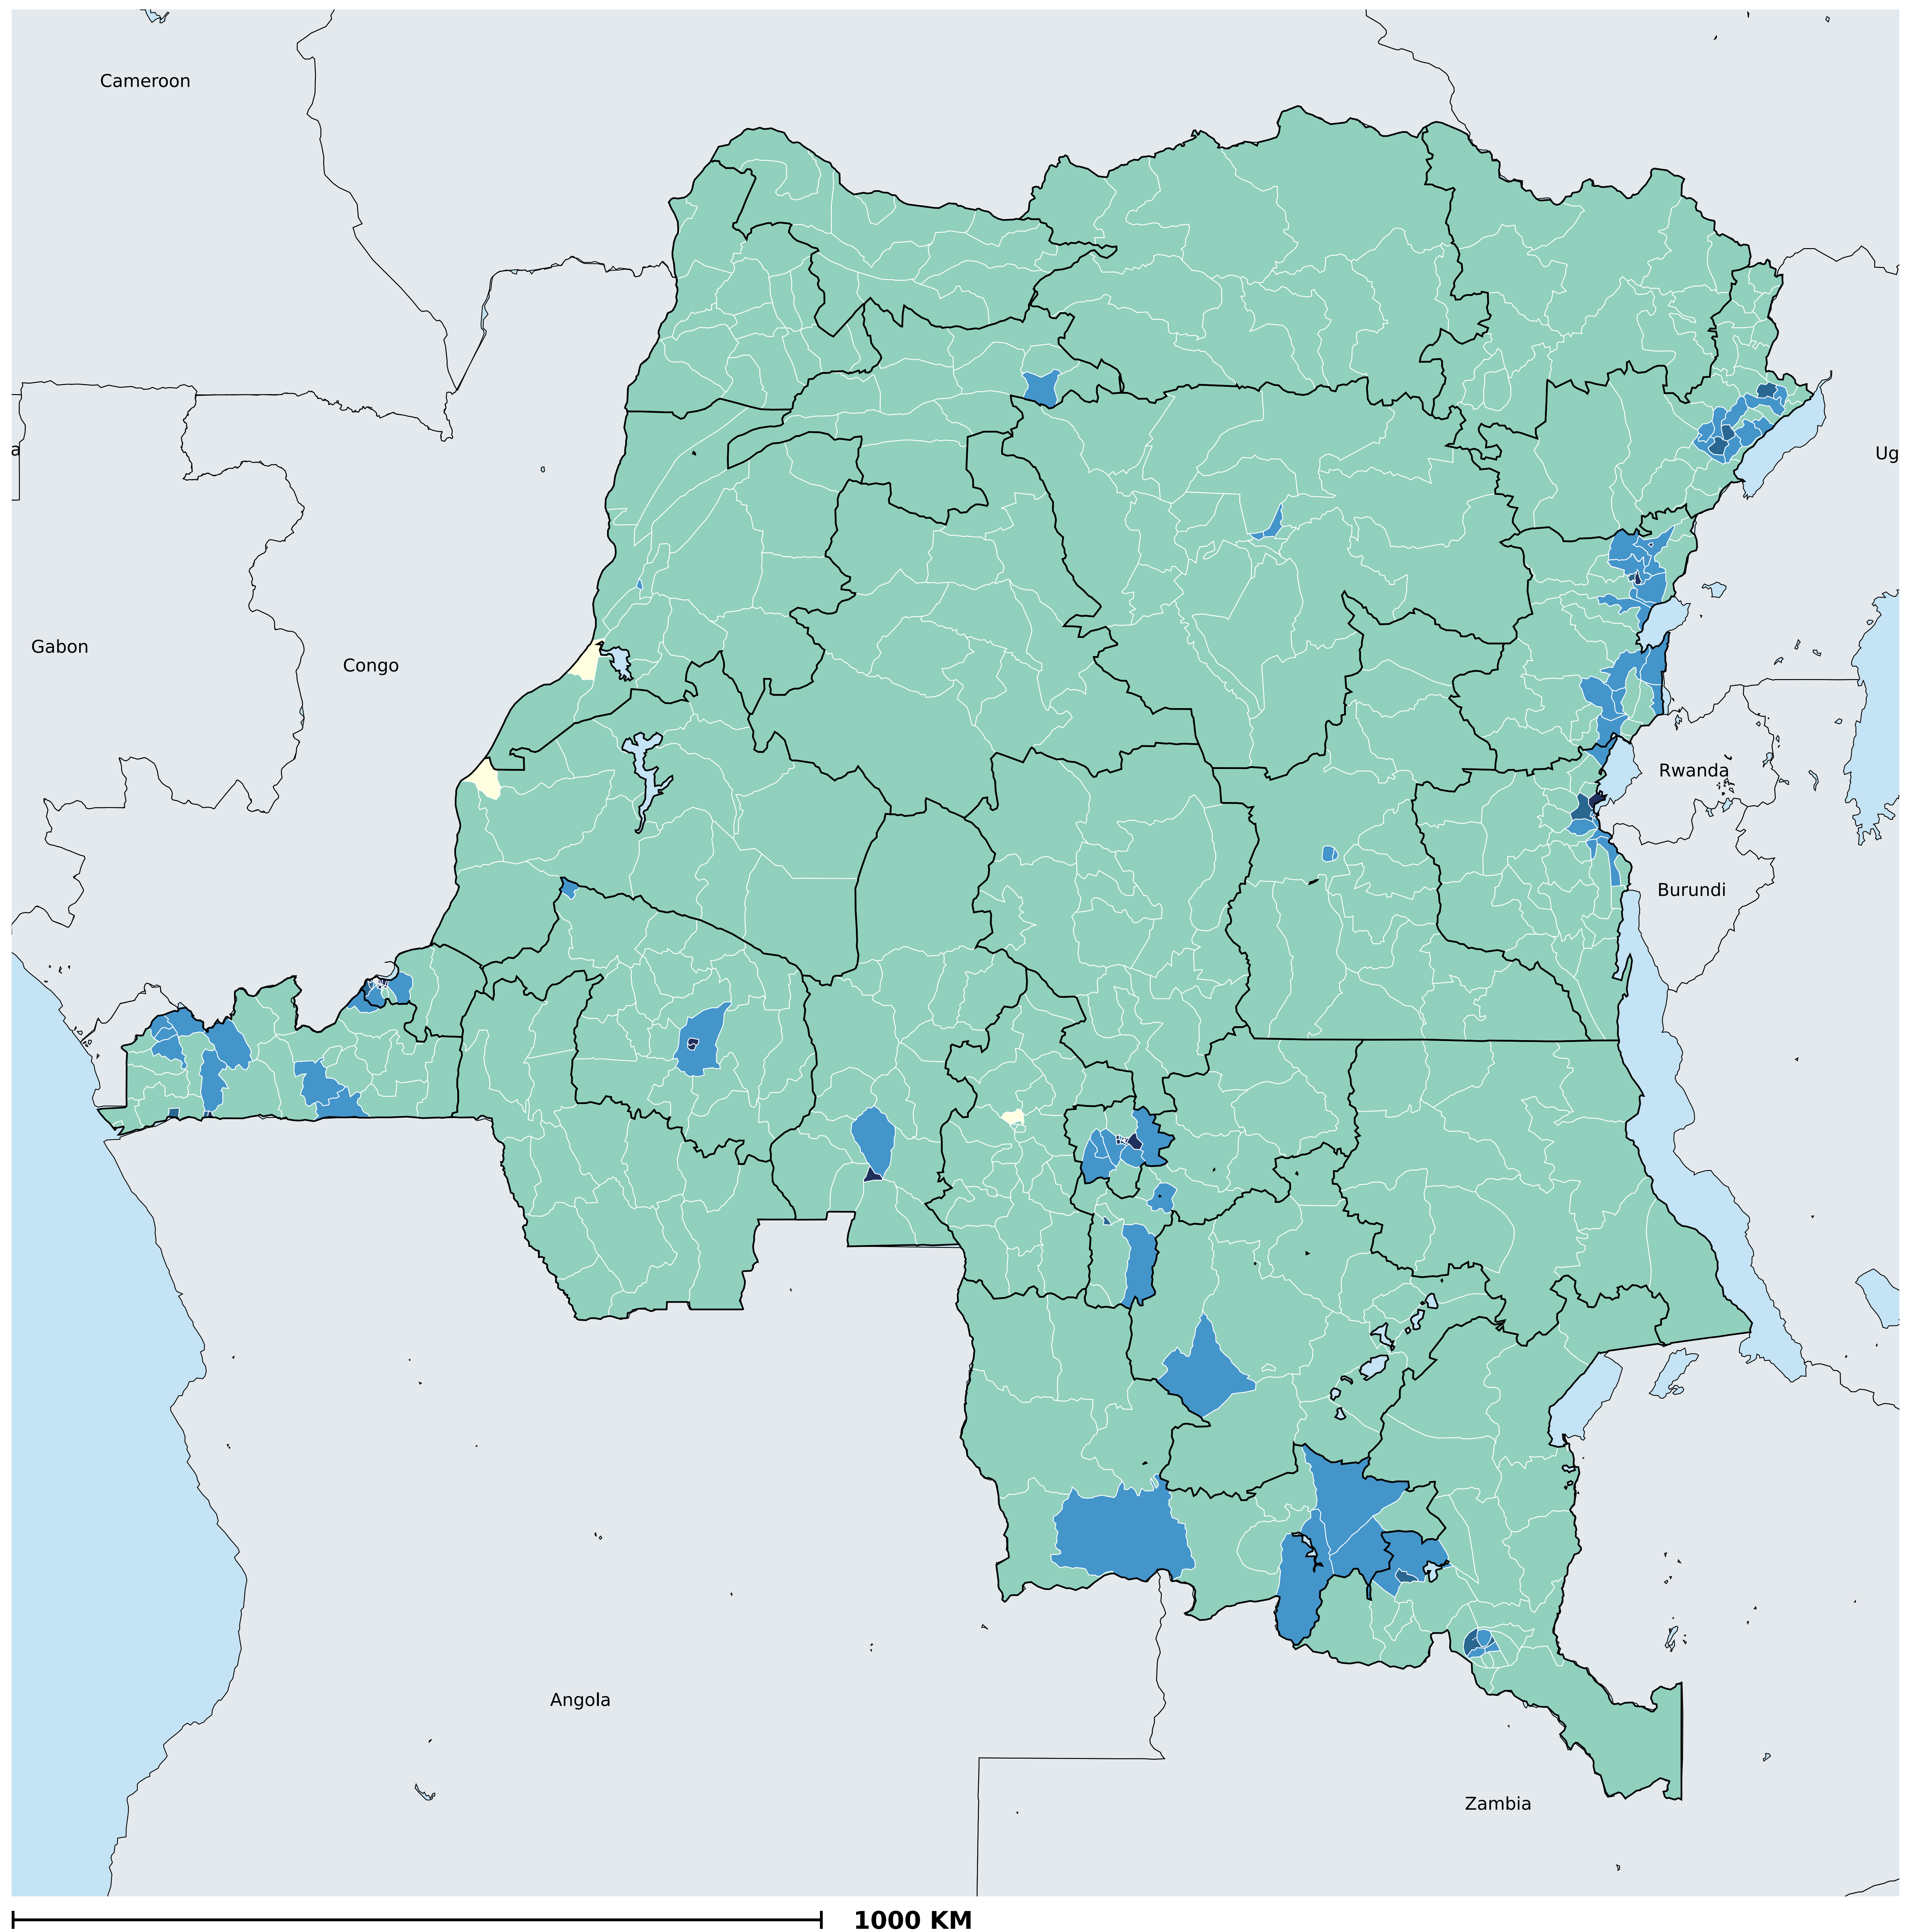 Cameroon
a
Ug
Gabon
Congo
Rwanda
Burundi
Angola
Zambia
1000 KM